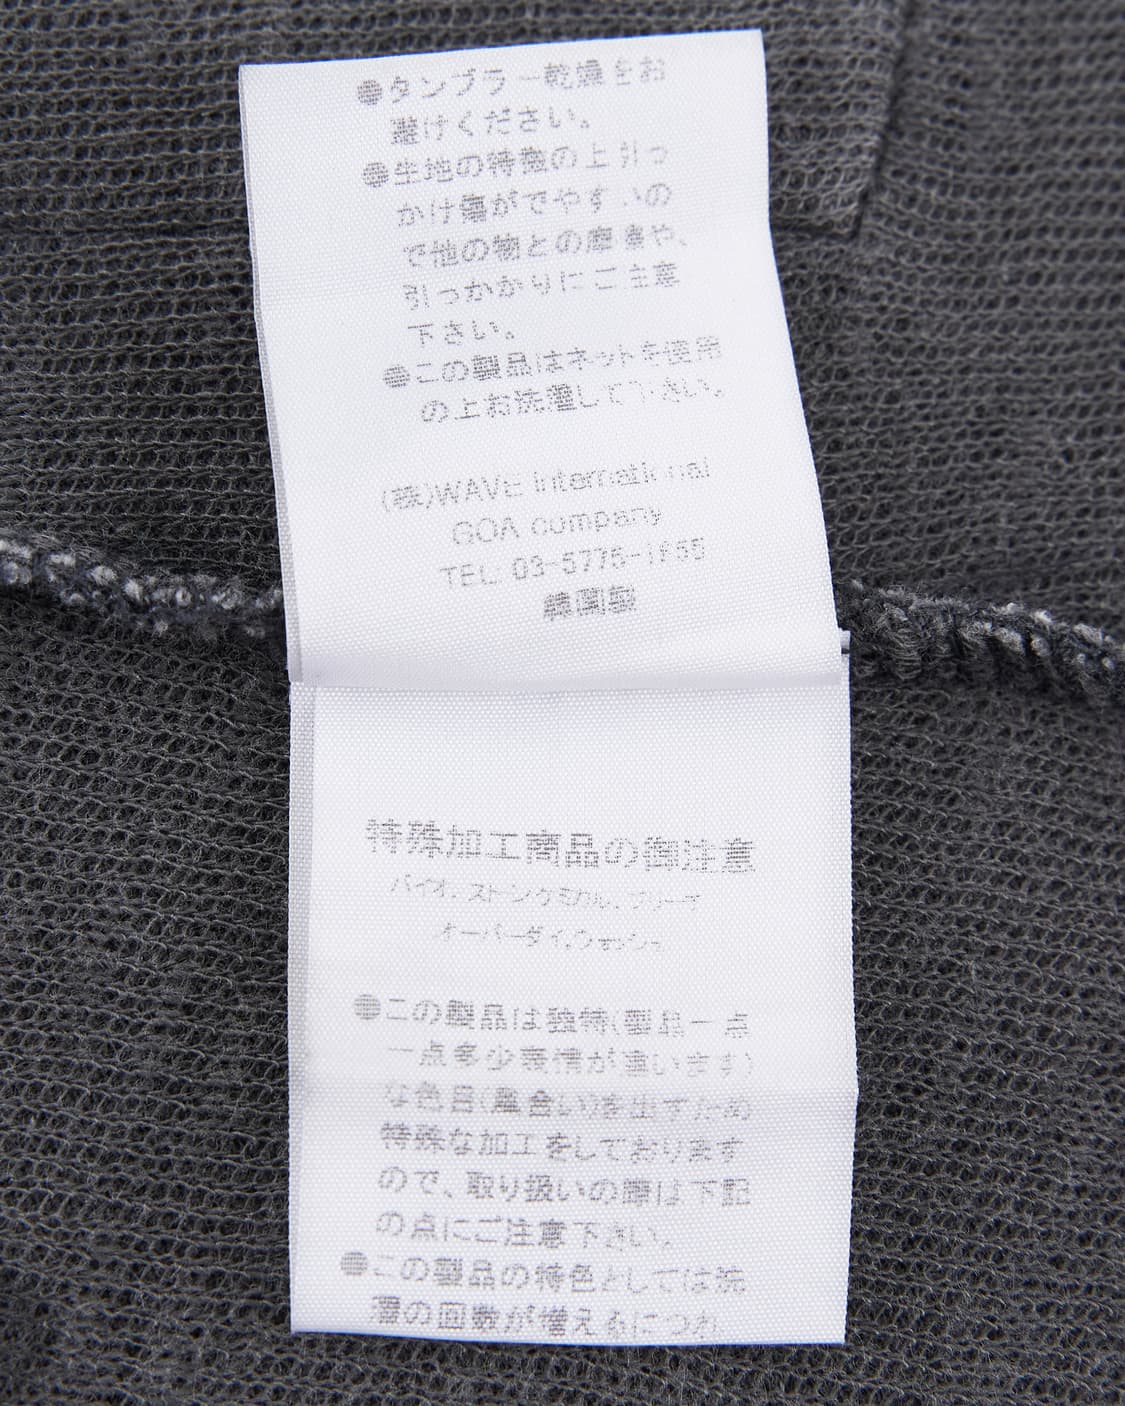 ●タンブラー乾燥をお
避けください。
●生地の特徴の上引っ
かけ傷がでやすいの
で他の物との摩擦や、
引っかかりにご注意
下さい。
●この製品はネットを使用
の上お洗濯して下さい。
(株)WAVE international
GOA company
TEL: 03-5775-1655
韓国製
特殊加工商品の御注意
バイオ、ストン、ケミカル、ブリーチ
オーバーダイ、ウォッシュ
●この製品は独特(製品一点
一点多少表情が違います)
な色目(風合い)を出すため
特殊な加工をしております
ので、取り扱いの際は下記
の点にご注意下さい。
●この製品の特色としては洗
濯の回数が増えるにつれ